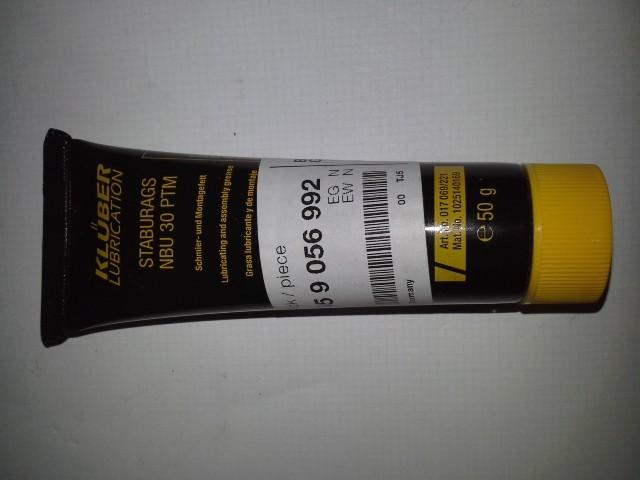 KLÜBER
LUBRICATION
STABURAGS
NBU 30 PTM
Schmier- und Montagefett
Lubricating and assembly grease
Grasa lubricante y de montaje
/ piece
5 9 056 992
EG N
EW N
00 TJ5
Art.No. 017 069/221
Mat.-No. 1025140169
℮ 50 g